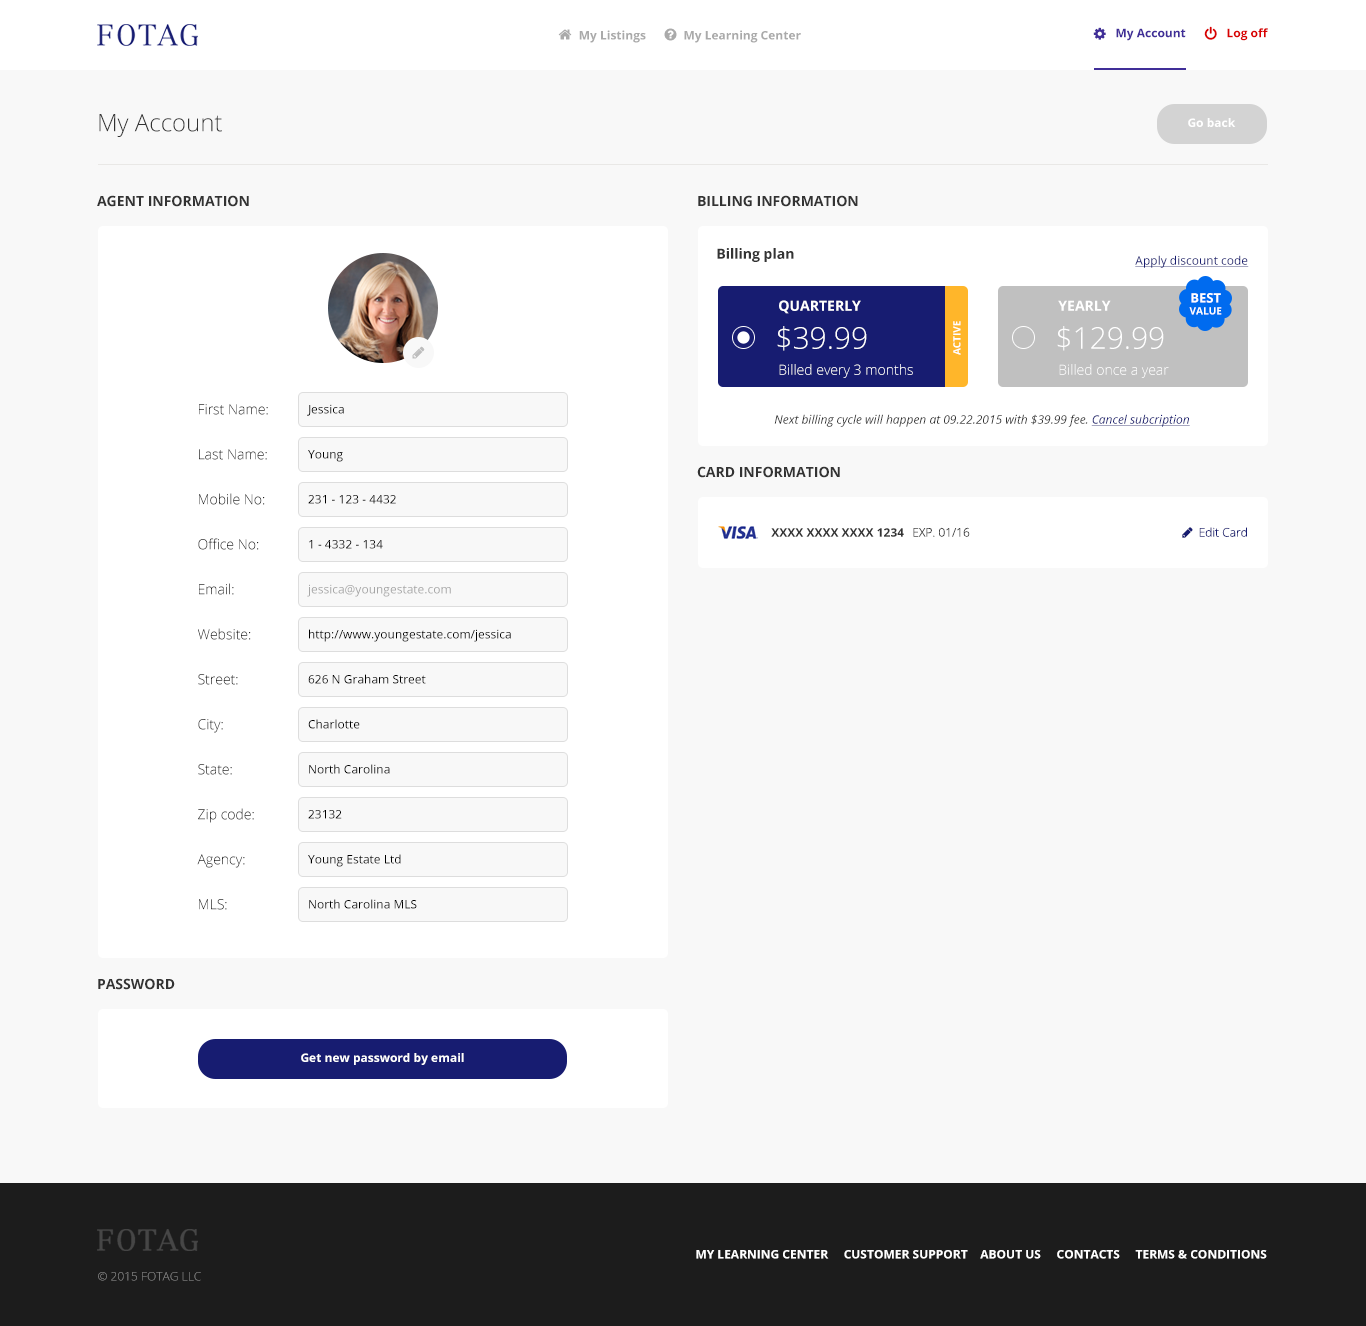 FOTAG
My Listings
My Learning Center
My Account
Log off
My Account
Go back
AGENT INFORMATION
First Name: Jessica
Last Name: Young
Mobile No: 231 - 123 - 4432
Office No: 1 - 4332 - 134
Email: jessica@youngestate.com
Website: http://www.youngestate.com/jessica
Street: 626 N Graham Street
City: Charlotte
State: North Carolina
Zip code: 23132
Agency: Young Estate Ltd
MLS: North Carolina MLS
PASSWORD
Get new password by email
BILLING INFORMATION
Billing plan
Apply discount code
QUARTERLY
$39.99
Billed every 3 months
ACTIVE
YEARLY
$129.99
Billed once a year
BEST
VALUE
Next billing cycle will happen at 09.22.2015 with $39.99 fee. Cancel subcription
CARD INFORMATION
VISA XXXX XXXX XXXX 1234 EXP. 01/16
Edit Card
FOTAG
© 2015 FOTAG LLC
MY LEARNING CENTER CUSTOMER SUPPORT ABOUT US CONTACTS TERMS & CONDITIONS